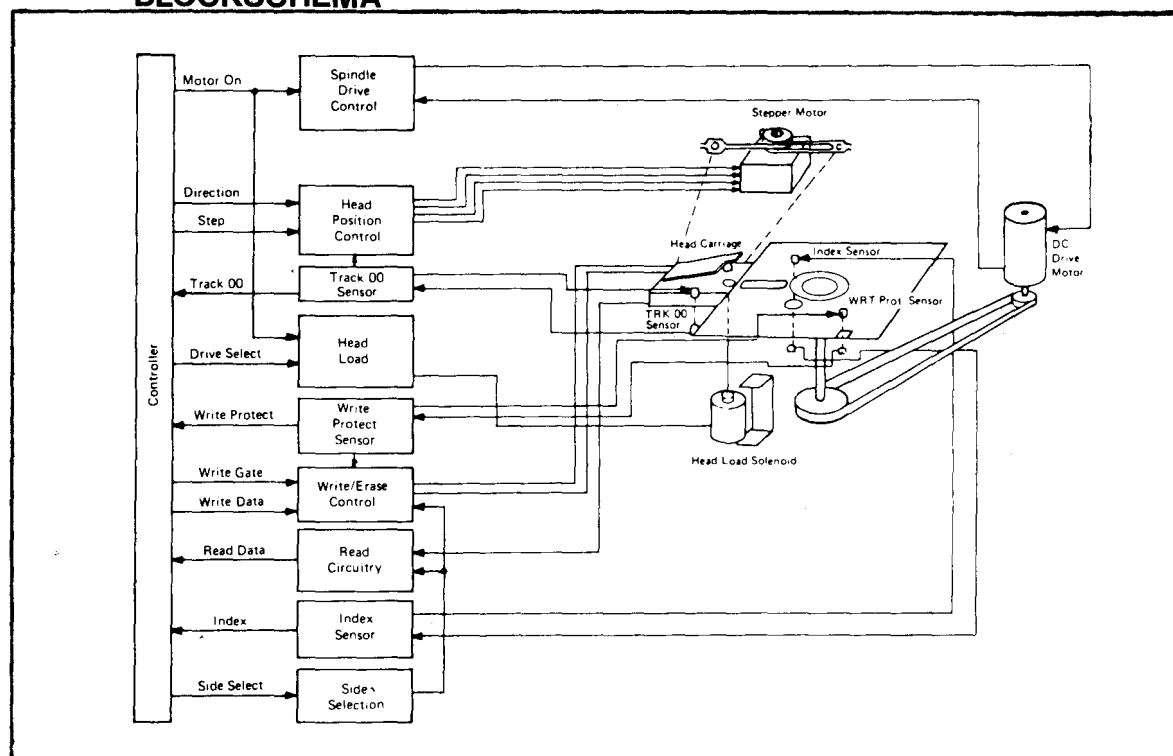 BLOCKSCHEMA
Motor On
Spindle
Drive
Control
Stepper Motor
Direction
Step
Head
Position
Control
DC
Drive
Motor
Head Carriage
Index Sensor
Track 00
Track 00
Sensor
TRK 00
Sensor
WRT Prot. Sensor
Drive Select
Head
Load
Controller
Write Protect
Write
Protect
Sensor
Head Load Solenoid
Write Gate
Write Data
Write/Erase
Control
Read Data
Read
Circuitry
Index
Index
Sensor
Side Select
Side
Selection